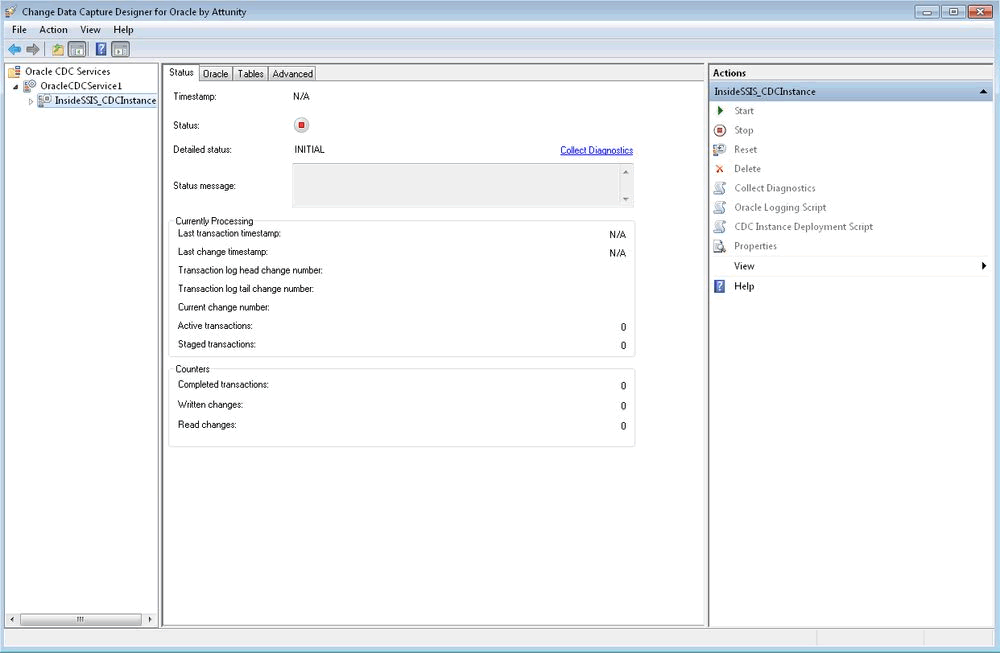 Change Data Capture Designer for Oracle by Attunity
File Action View Help
Oracle CDC Services
OracleCDCService1
InsideSSIS_CDCInstance
Status Oracle Tables Advanced
Timestamp: N/A
Status:
Detailed status: INITIAL Collect Diagnostics
Status message:
Currently Processing
Last transaction timestamp: N/A
Last change timestamp: N/A
Transaction log head change number:
Transaction log tail change number:
Current change number:
Active transactions: 0
Staged transactions: 0
Counters
Completed transactions: 0
Written changes: 0
Read changes: 0
Actions
InsideSSIS_CDCInstance
Start
Stop
Reset
Delete
Collect Diagnostics
Oracle Logging Script
CDC Instance Deployment Script
Properties
View
Help